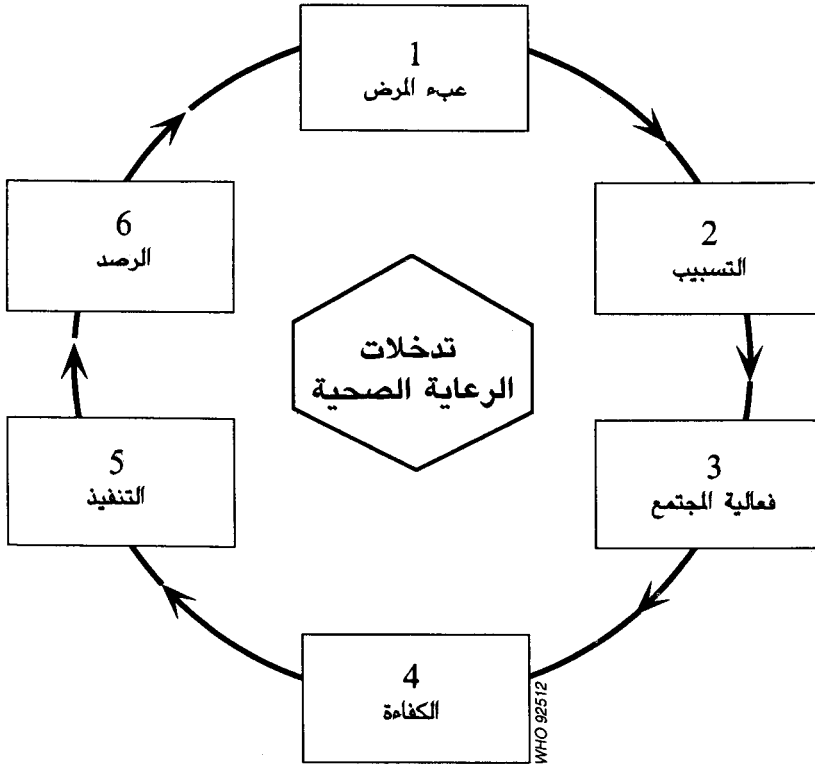 1
عبء المرض
2
التسبيب
3
فعالية المجتمع
4
الكفاءة
5
التنفيذ
6
الرصد
تدخلات
الرعاية الصحية
WHO 92512